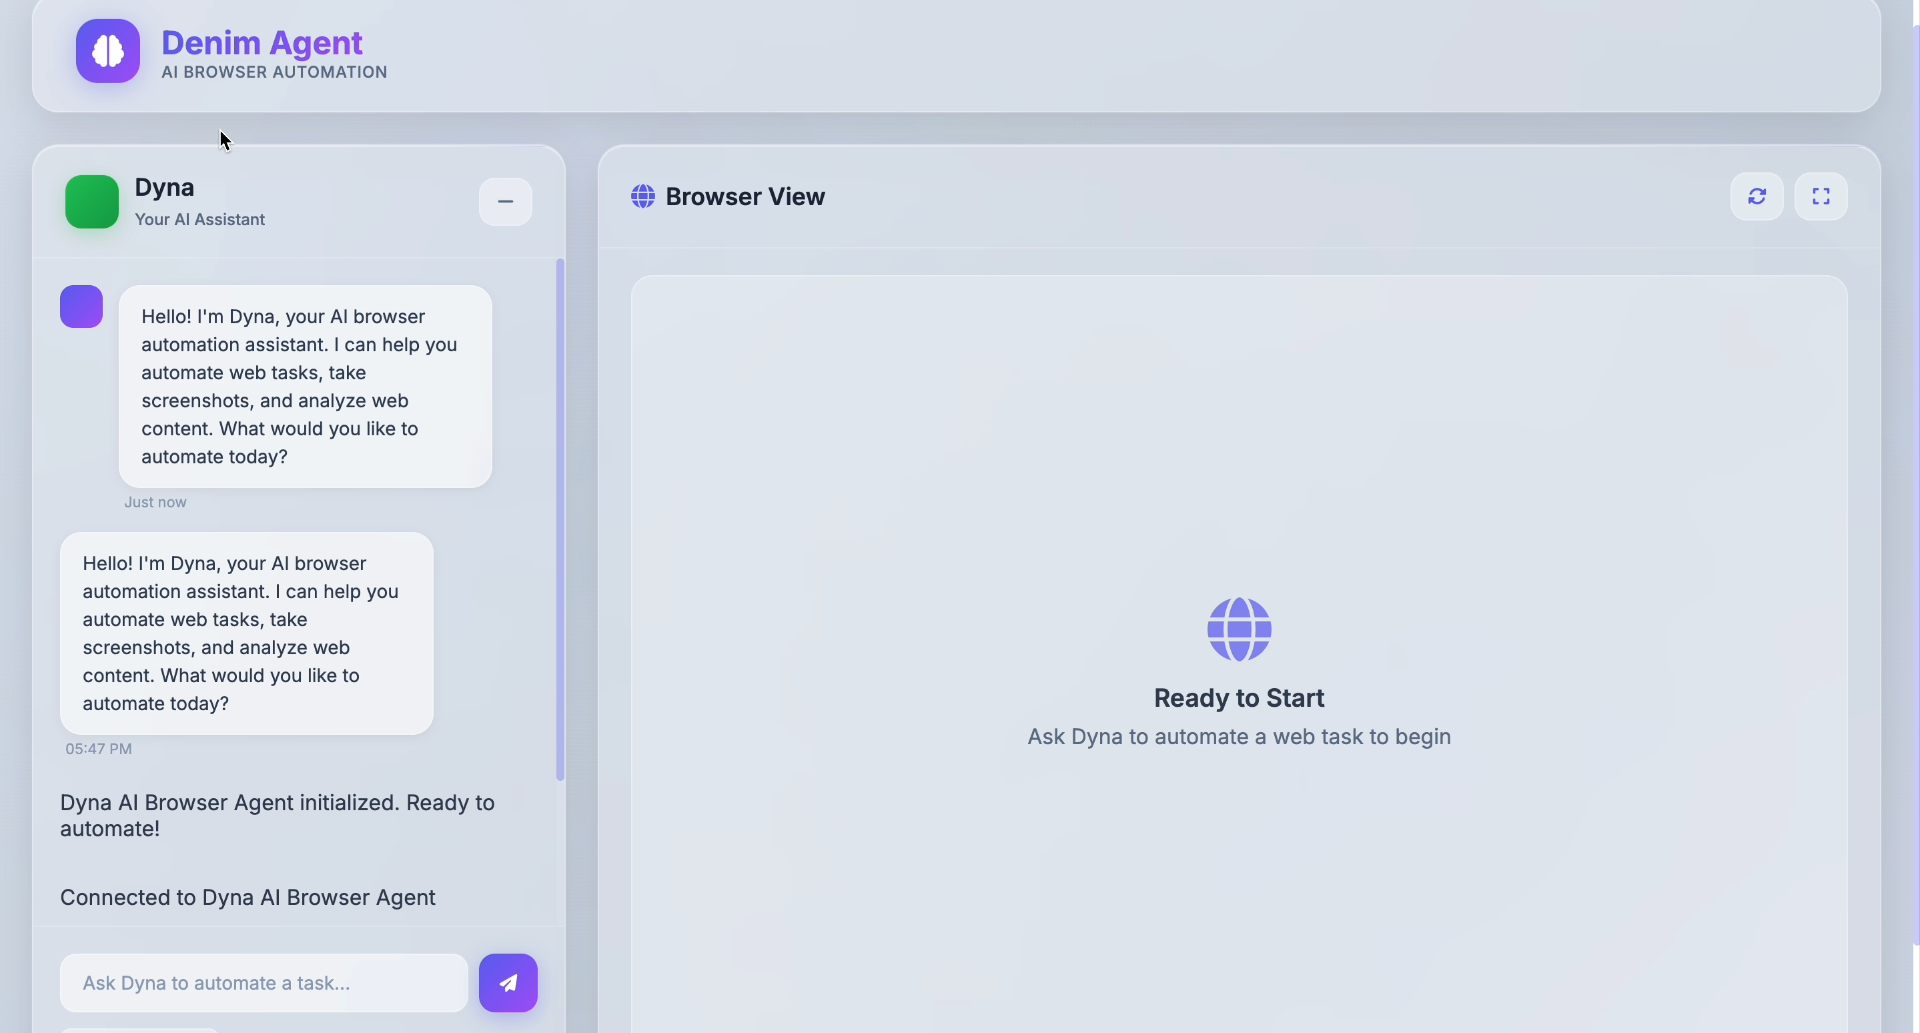 Denim Agent
AI BROWSER AUTOMATION
Dyna
Your AI Assistant
Hello! I'm Dyna, your AI browser
automation assistant. I can help you
automate web tasks, take
screenshots, and analyze web
content. What would you like to
automate today?
Just now
Hello! I'm Dyna, your AI browser
automation assistant. I can help you
automate web tasks, take
screenshots, and analyze web
content. What would you like to
automate today?
05:47 PM
Dyna AI Browser Agent initialized. Ready to
automate!
Connected to Dyna AI Browser Agent
Ask Dyna to automate a task...
Browser View
Ready to Start
Ask Dyna to automate a web task to begin